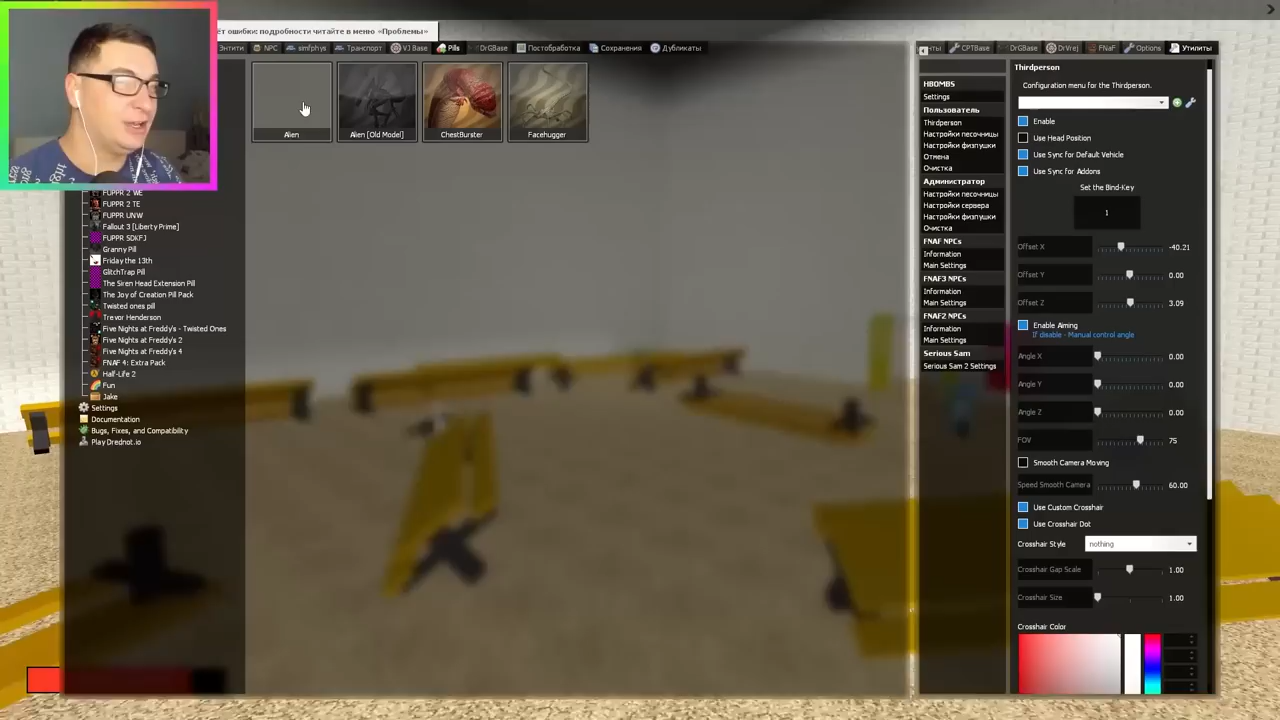 ет ошибки: подробности читайте в меню «Проблемы»
Энтити NPC simfphys Транспорт VJ Base Pills DrGBase Постобработка Сохранения Дубликаты
Alien
Alien [Old Model]
ChestBurster
Facehugger
FUPPR 2 WE
FUPPR 2 TE
FUPPR UNW
Fallout 3 [Liberty Prime]
FUPPR SDKFJ
Granny Pill
Friday the 13th
GlitchTrap Pill
The Siren Head Extension Pill
The Joy of Creation Pill Pack
Twisted ones pill
Trevor Henderson
Five Nights at Freddy's - Twisted Ones
Five Nights at Freddy's 2
Five Nights at Freddy's 4
FNAF 4: Extra Pack
Half-Life 2
Fun
Jake
Settings
Documentation
Bugs, Fixes, and Compatibility
Play Drednot.io
нты CPTBase DrGBase DrVrej FNaF Options Утилиты
HBOMBS
Settings
Пользователь
Thirdperson
Настройки песочницы
Настройки физпушки
Отмена
Очистка
Администратор
Настройки песочницы
Настройки сервера
Настройки физпушки
Очистка
FNAF NPCs
Information
Main Settings
FNAF3 NPCs
Information
Main Settings
FNAF2 NPCs
Information
Main Settings
Serious Sam
Serious Sam 2 Settings
Thirdperson
Configuration menu for the Thirdperson.
Enable
Use Head Position
Use Sync for Default Vehicle
Use Sync for Addons
Set the Bind-Key
1
Offset X -40.21
Offset Y 0.00
Offset Z 3.09
Enable Aiming
If disable - Manual control angle
Angle X 0.00
Angle Y 0.00
Angle Z 0.00
FOV 75
Smooth Camera Moving
Speed Smooth Camera 60.00
Use Custom Crosshair
Use Crosshair Dot
Crosshair Style nothing
Crosshair Gap Scale 1.00
Crosshair Size 1.00
Crosshair Color